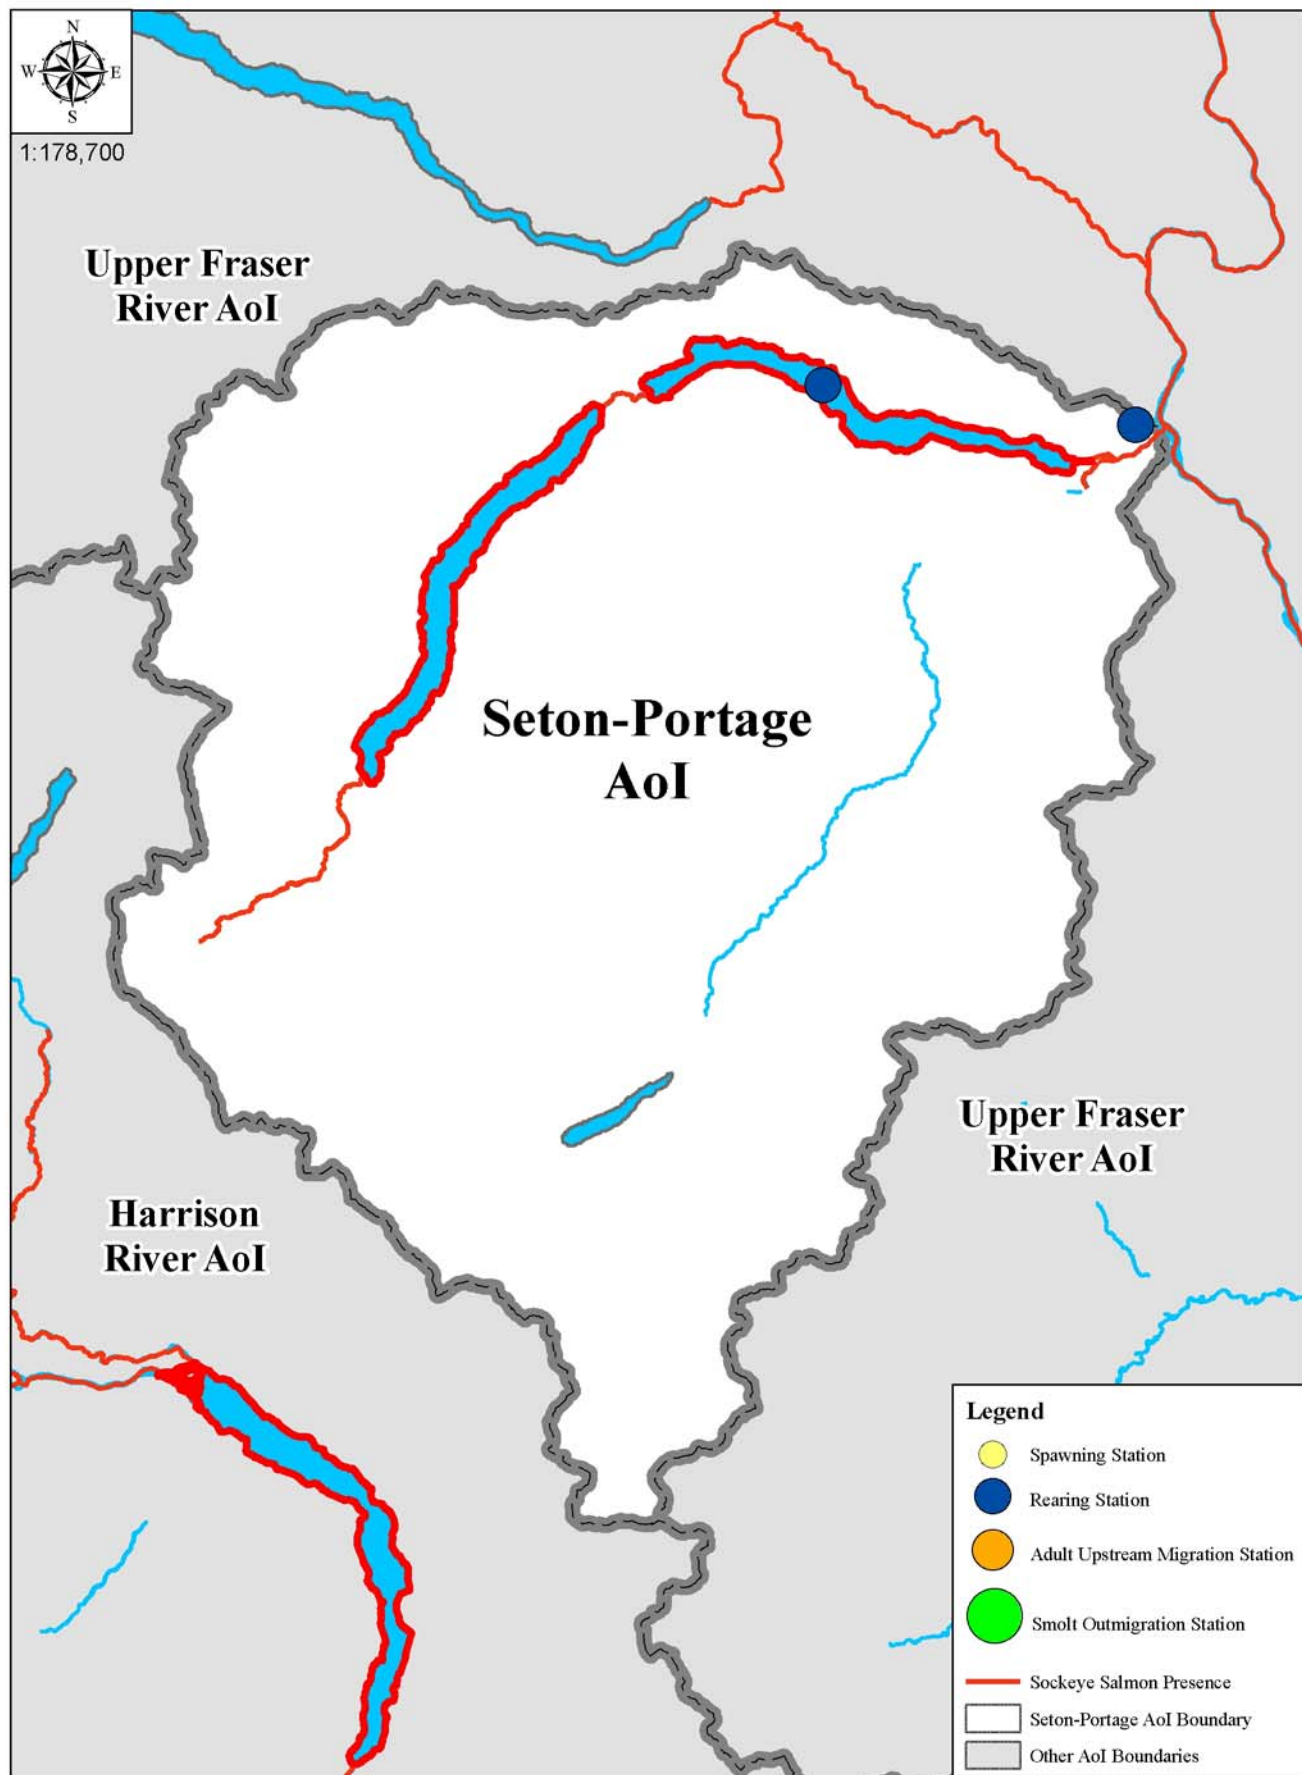 N
W E
S
1:178,700
Upper Fraser
River AoI
Seton-Portage
AoI
Upper Fraser
River AoI
Harrison
River AoI
Legend
Spawning Station
Rearing Station
Adult Upstream Migration Station
Smolt Outmigration Station
Sockeye Salmon Presence
Seton-Portage AoI Boundary
Other AoI Boundaries